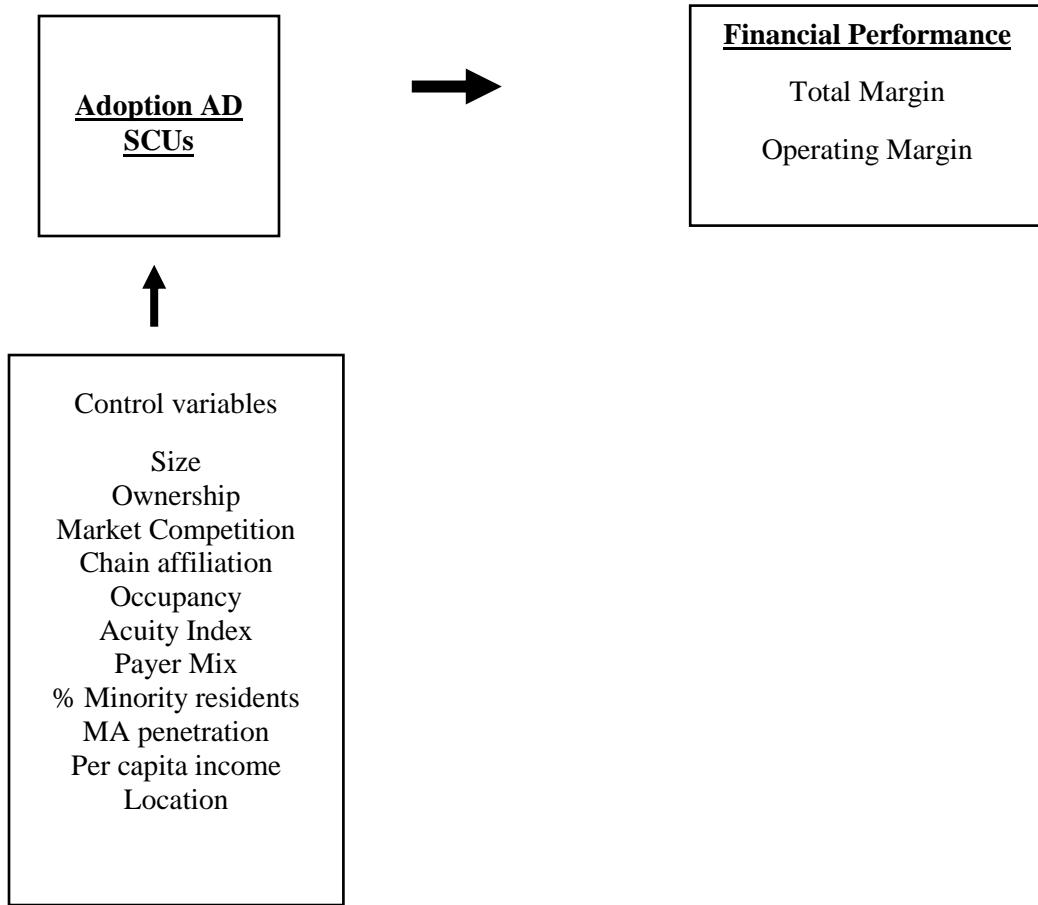 Adoption AD
SCUs
Financial Performance
Total Margin
Operating Margin
Control variables
Size
Ownership
Market Competition
Chain affiliation
Occupancy
Acuity Index
Payer Mix
% Minority residents
MA penetration
Per capita income
Location